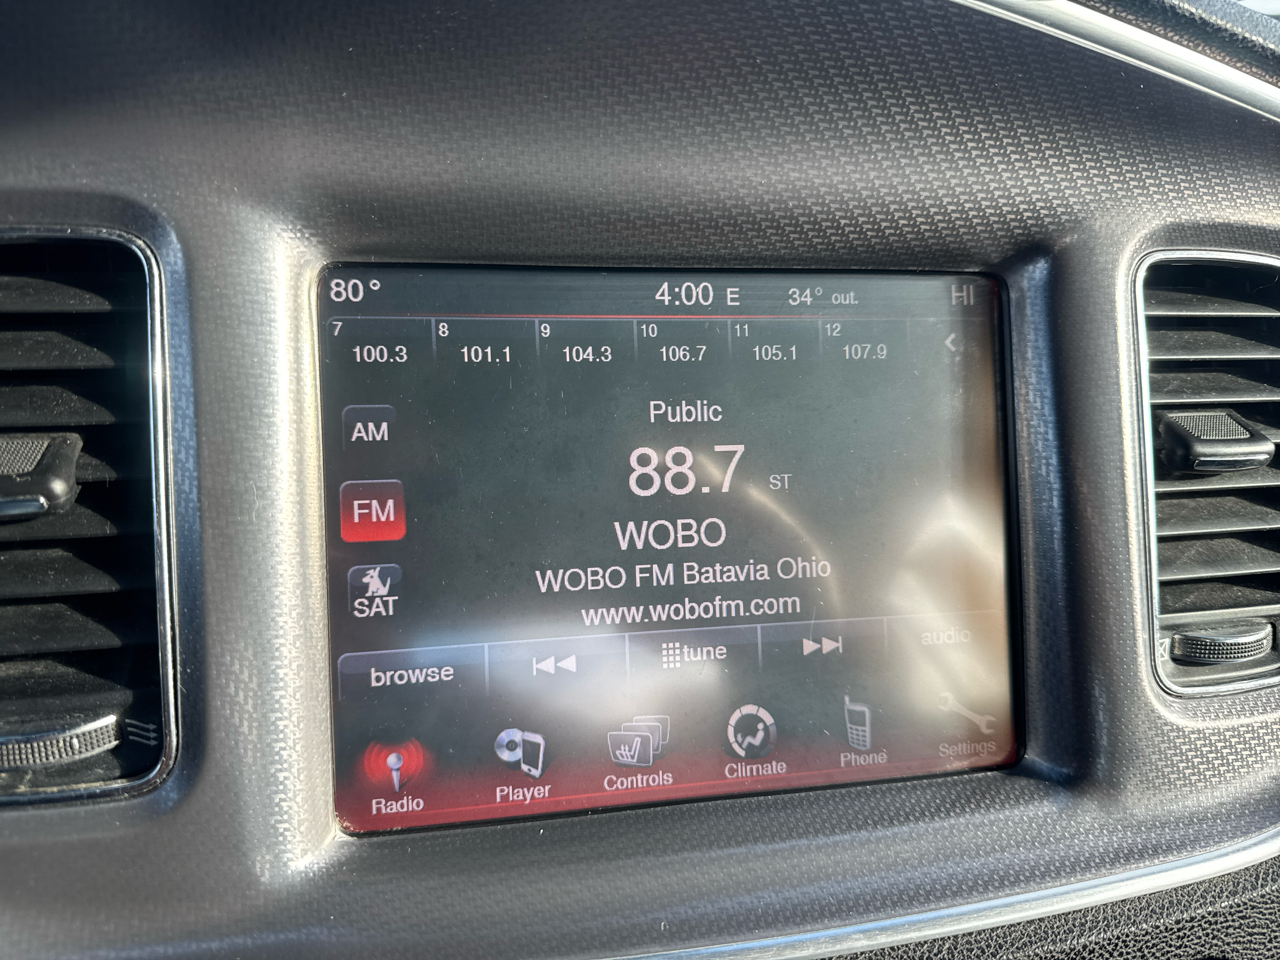 80° 4:00 E 34° out. HI
7 8 9 10 11 12
100.3 101.1 104.3 106.7 105.1 107.9
Public
AM
88.7 ST
FM
WOBO
WOBO FM Batavia Ohio
SAT
www.wobofm.com
browse tune audio
Radio Player Controls Climate Phone Settings